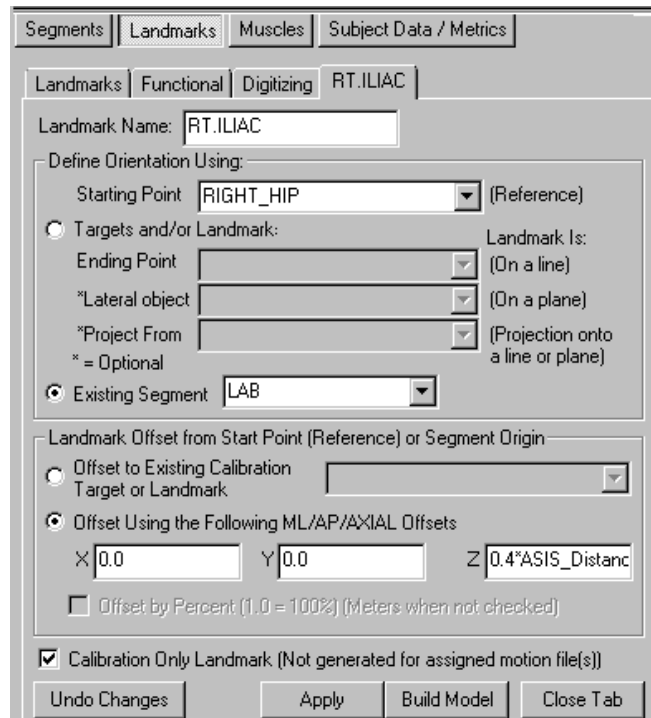 Segments Landmarks Muscles Subject Data / Metrics
Landmarks Functional Digitizing RT.ILIAC
Landmark Name: RT.ILIAC
Define Orientation Using:
Starting Point RIGHT_HIP (Reference)
Targets and/or Landmark: Landmark Is:
Ending Point (On a line)
*Lateral object (On a plane)
*Project From (Projection onto
* = Optional a line or plane)
Existing Segment LAB
Landmark Offset from Start Point (Reference) or Segment Origin
Offset to Existing Calibration
Target or Landmark
Offset Using the Following ML/AP/AXIAL Offsets
X 0.0 Y 0.0 Z 0.4*ASIS_Distanc
Offset by Percent (1.0 = 100%) (Meters when not checked)
Calibration Only Landmark (Not generated for assigned motion file(s))
Undo Changes Apply Build Model Close Tab